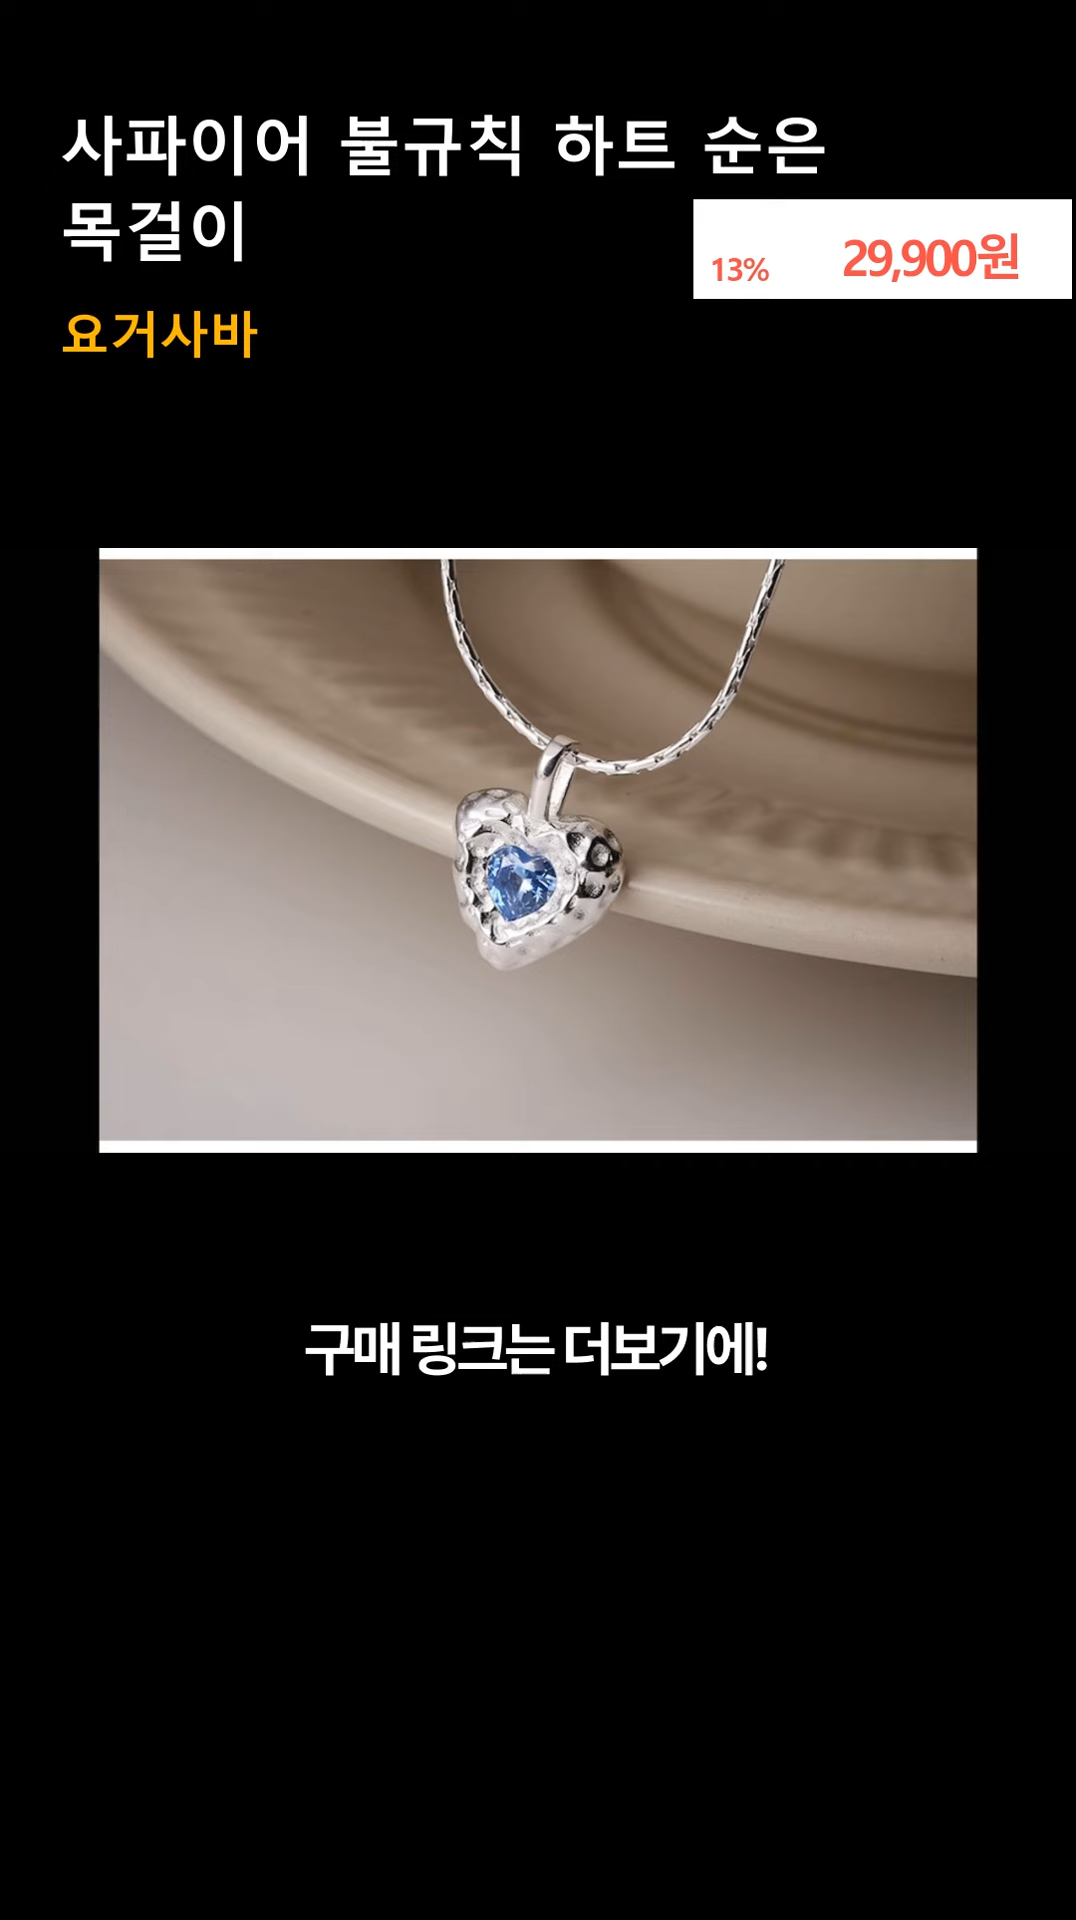 사파이어 불규칙 하트 순은
목걸이
13% 29,900원
요거사바
구매 링크는 더보기에!